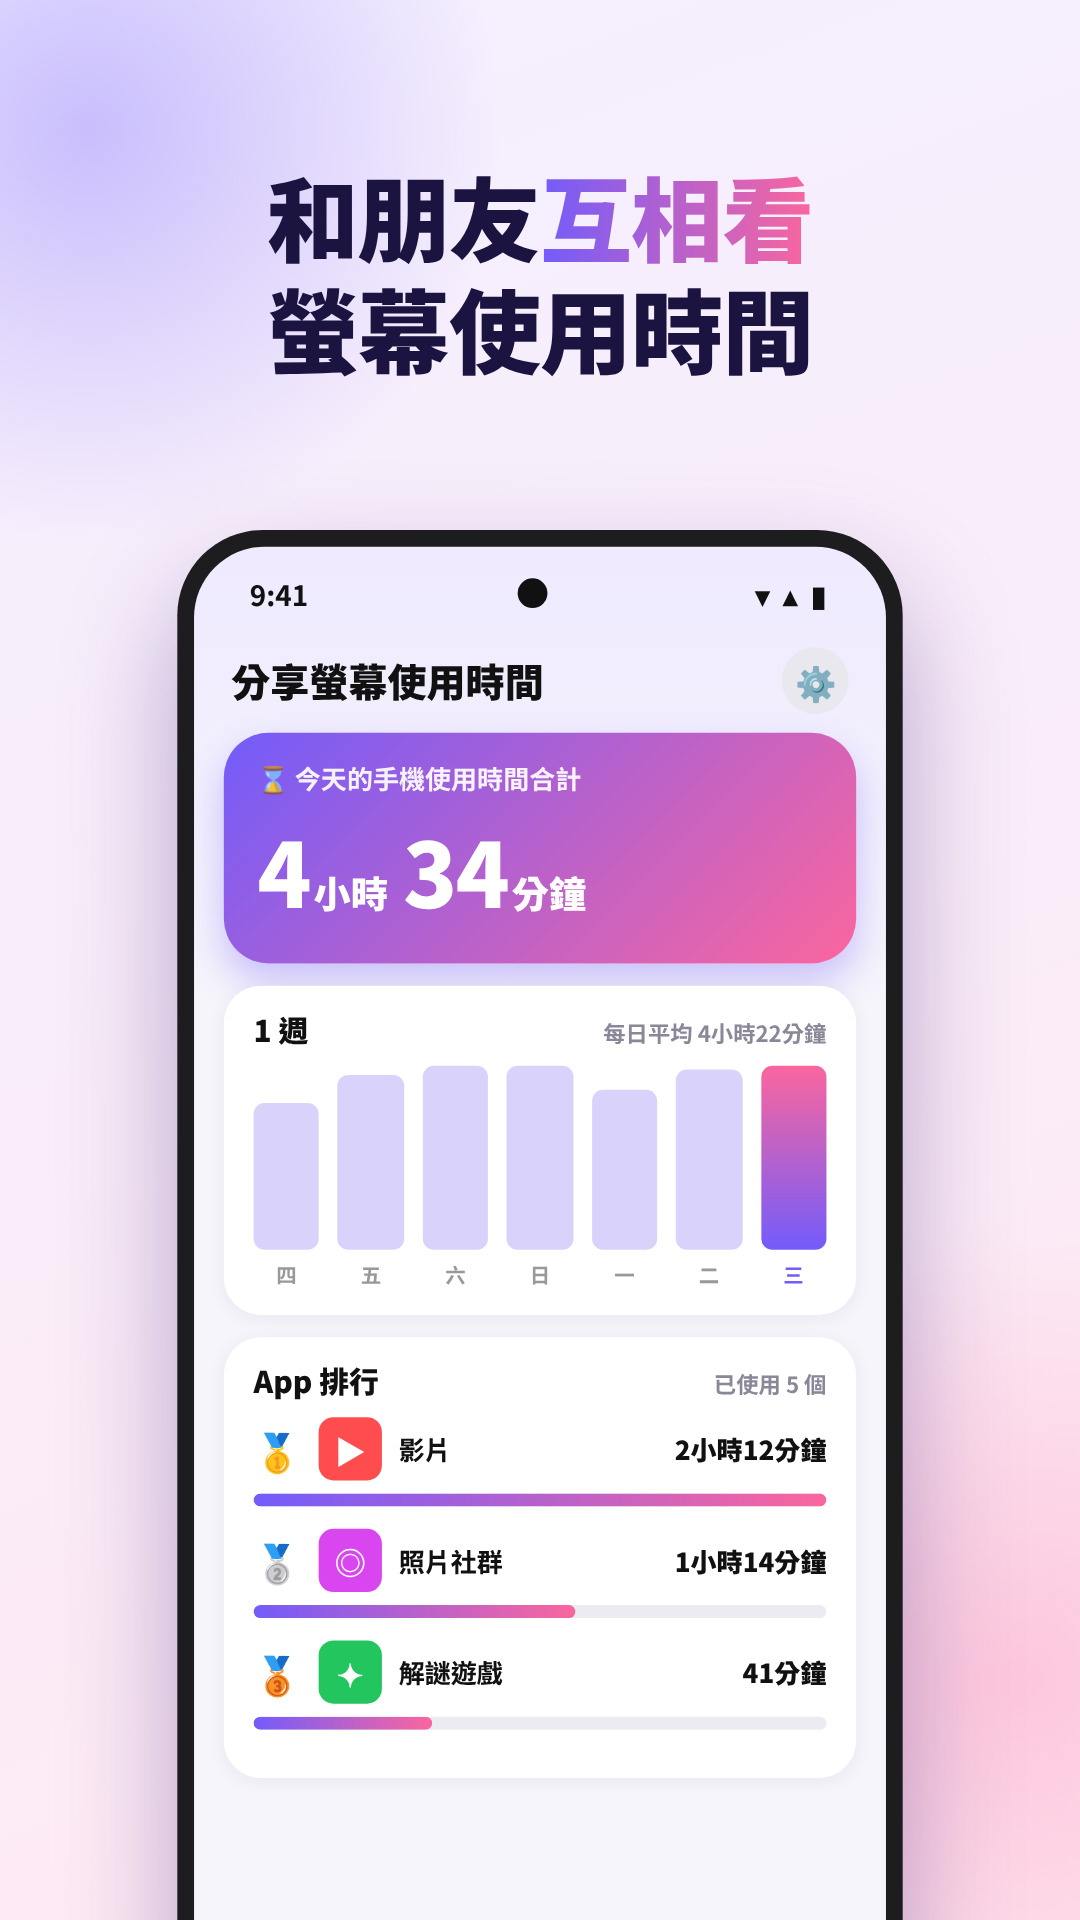 和朋友互相看
螢幕使用時間
9:41
分享螢幕使用時間
今天的手機使用時間合計
4小時 34分鐘
1 週
每日平均 4小時22分鐘
四 五 六 日 一 二 三
App 排行
已使用 5 個
1 影片 2小時12分鐘
2 照片社群 1小時14分鐘
3 解謎遊戲 41分鐘